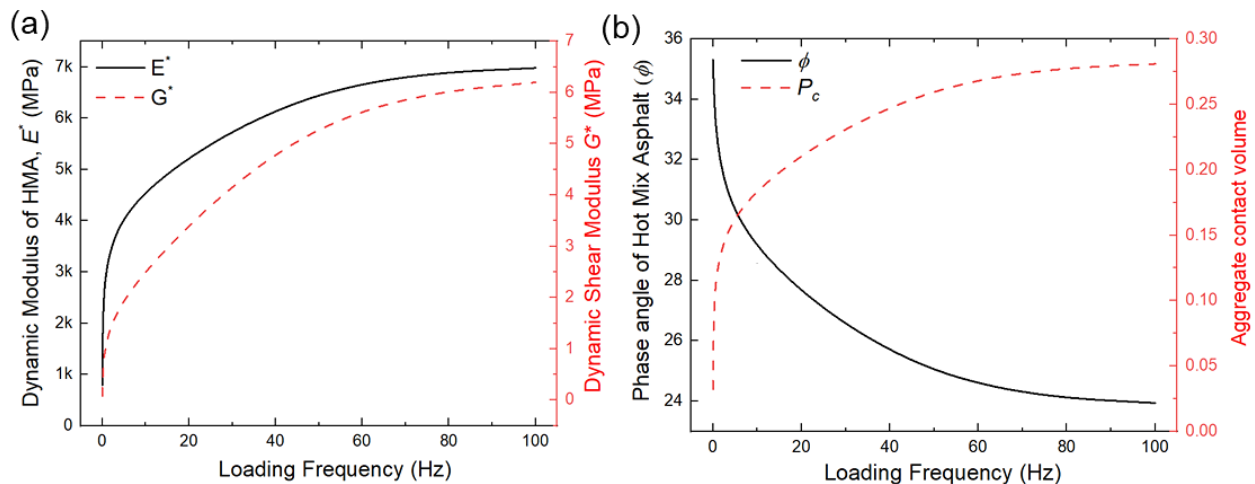 (a)
Dynamic Modulus of HMA, E* (MPa)
7k
6k
5k
4k
3k
2k
1k
0
E*
G*
7
6
5
4
3
2
1
0
Dynamic Shear Modulus G* (MPa)
0 20 40 60 80 100
Loading Frequency (Hz)
(b)
Phase angle of Hot Mix Asphalt (ϕ)
36
34
32
30
28
26
24
ϕ
P_c
0.30
0.25
0.20
0.15
0.10
0.05
0.00
Aggregate contact volume
0 20 40 60 80 100
Loading Frequency (Hz)